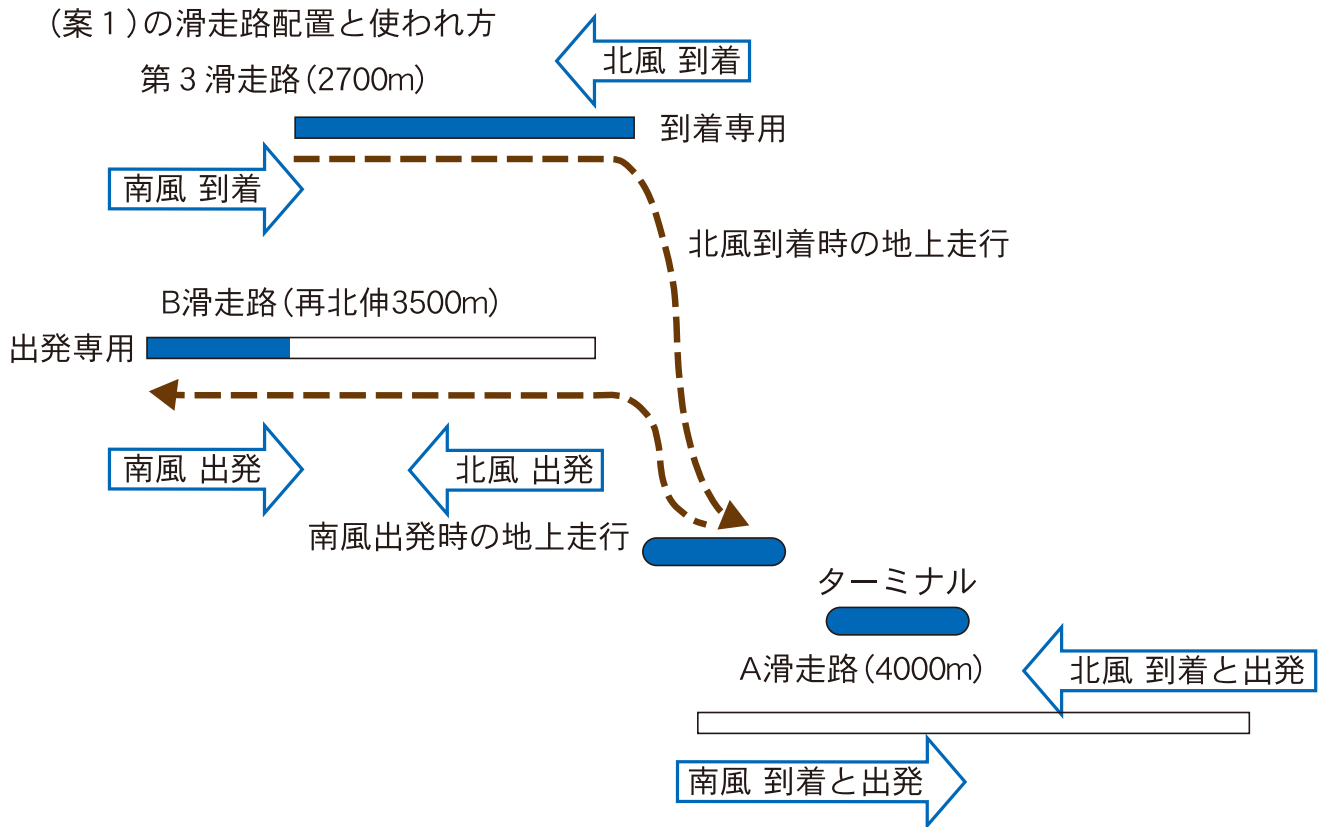 （案１）の滑走路配置と使われ方
第３滑走路（2700m）
北風 到着
到着専用
南風 到着
北風到着時の地上走行
B滑走路（再北伸3500m）
出発専用
南風 出発
北風 出発
南風出発時の地上走行
ターミナル
A滑走路（4000m）
北風 到着と出発
南風 到着と出発